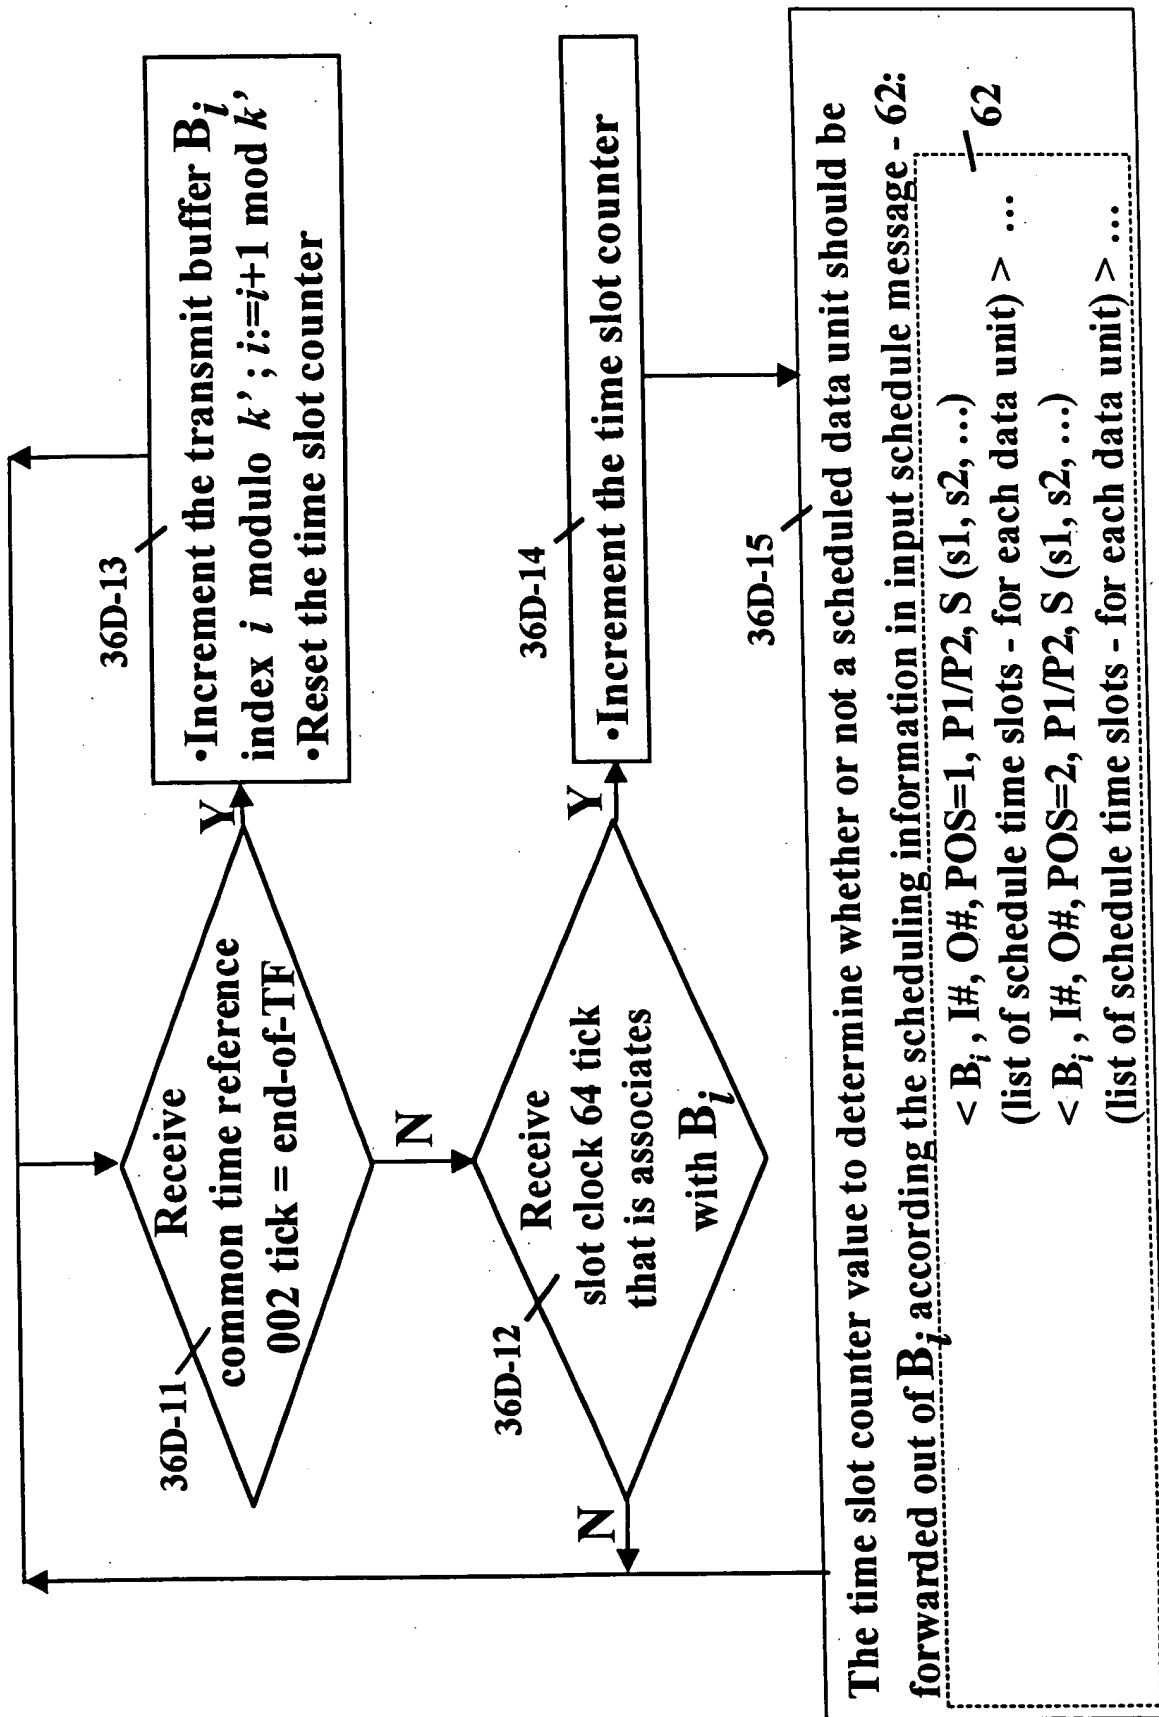 36D-11
Receive
common time reference
002 tick = end-of-TF
Y
N
36D-13
•Increment the transmit buffer Bi
index i modulo k’ ; i:=i+1 mod k’
•Reset the time slot counter
36D-12
Receive
slot clock 64 tick
that is associates
with Bi
Y
N
36D-14
•Increment the time slot counter
36D-15
The time slot counter value to determine whether or not a scheduled data unit should be
forwarded out of Bi according the scheduling information in input schedule message - 62:
62
< Bi , I#, O#, POS=1, P1/P2, S (s1, s2, ...)
(list of schedule time slots - for each data unit) > ...
< Bi , I#, O#, POS=2, P1/P2, S (s1, s2, ...)
(list of schedule time slots - for each data unit) > ...